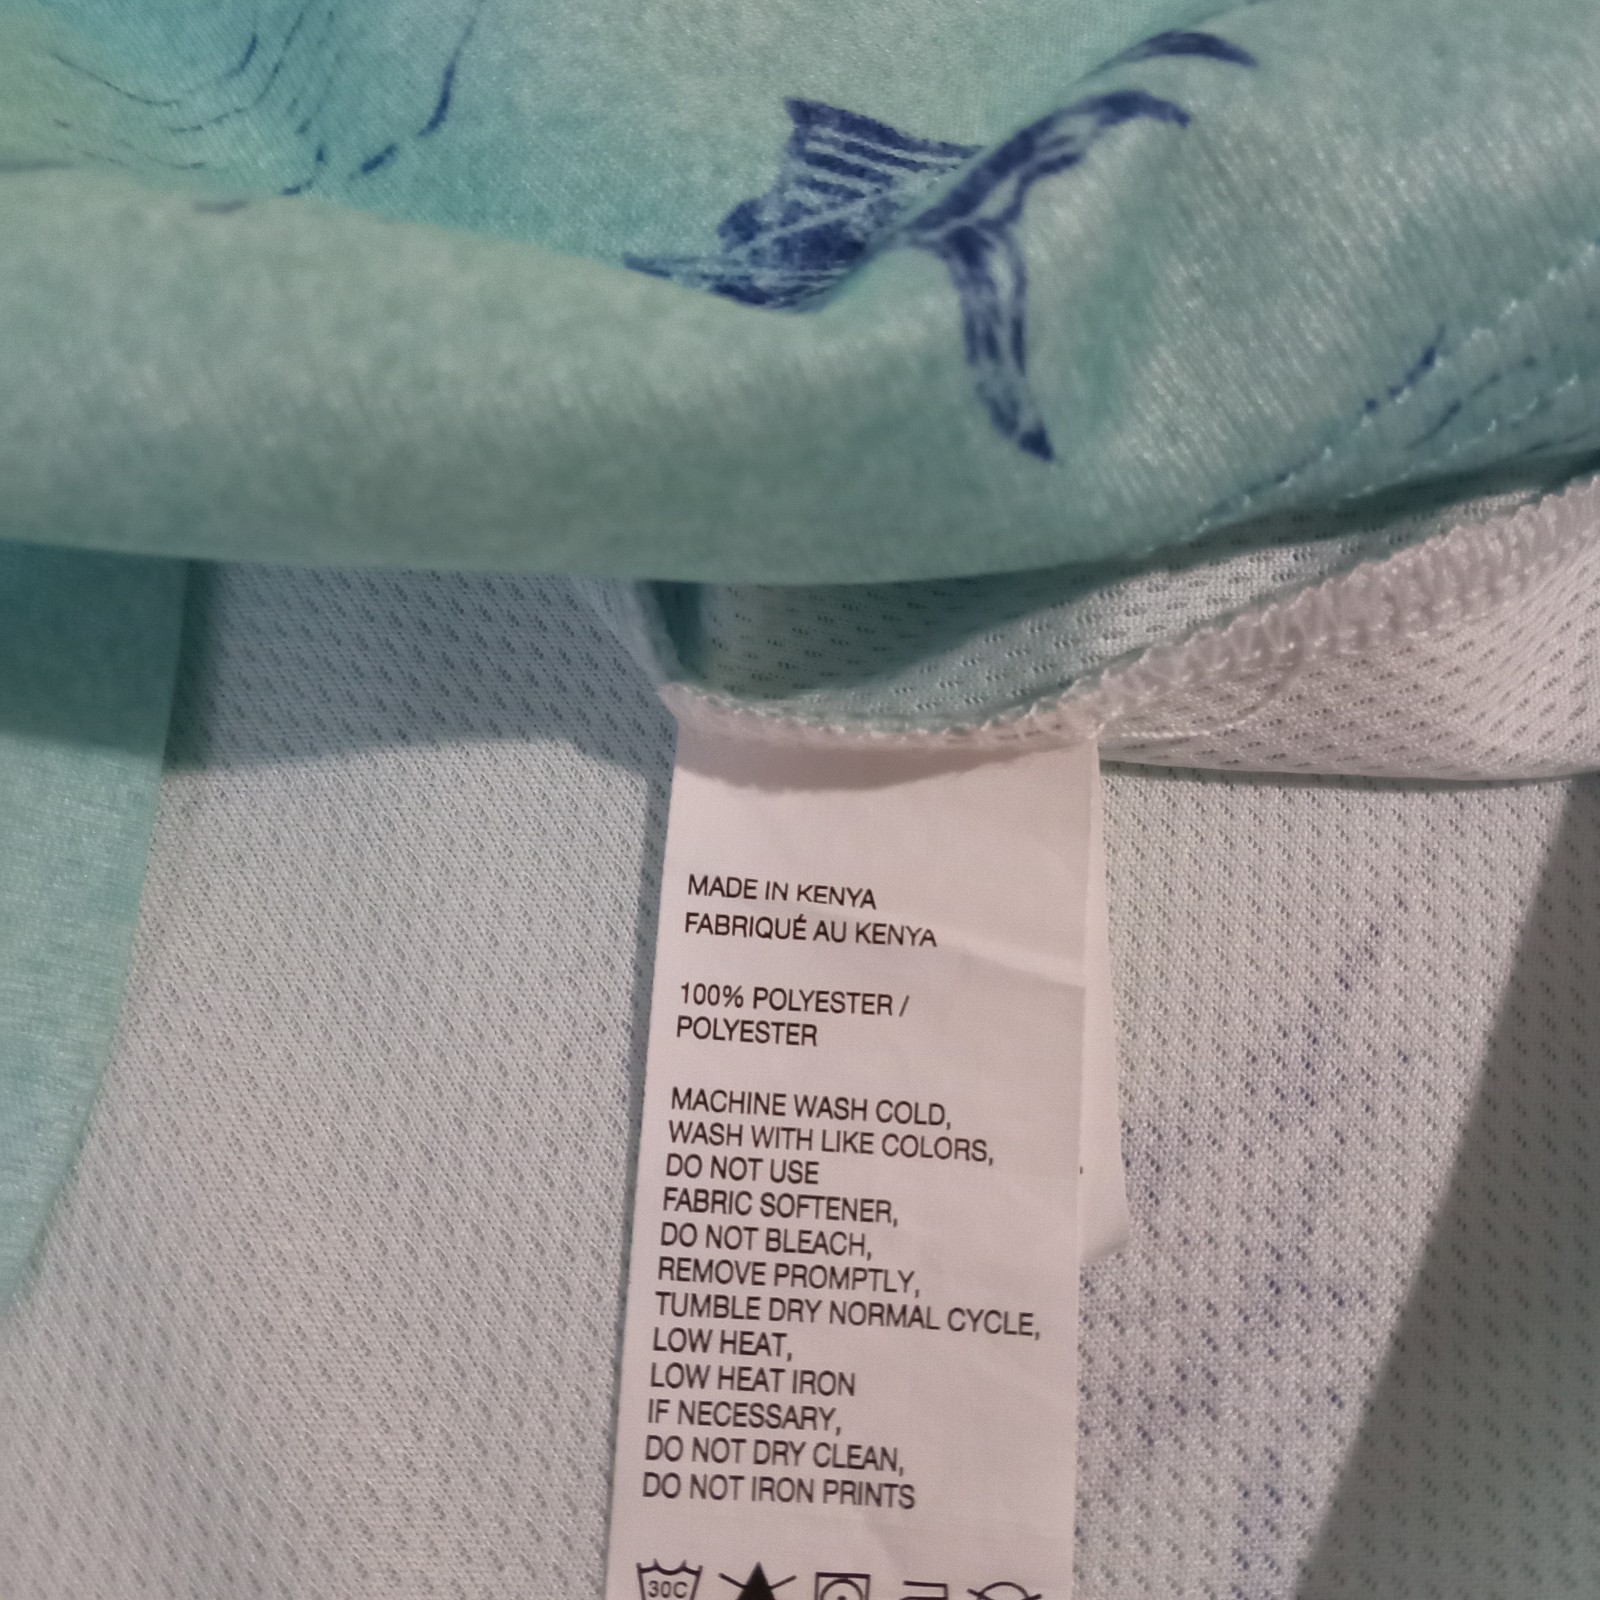 MADE IN KENYA
FABRIQUÉ AU KENYA
100% POLYESTER /
POLYESTER
MACHINE WASH COLD,
WASH WITH LIKE COLORS,
DO NOT USE
FABRIC SOFTENER,
DO NOT BLEACH,
REMOVE PROMPTLY,
TUMBLE DRY NORMAL CYCLE,
LOW HEAT,
LOW HEAT IRON
IF NECESSARY,
DO NOT DRY CLEAN,
DO NOT IRON PRINTS
30C